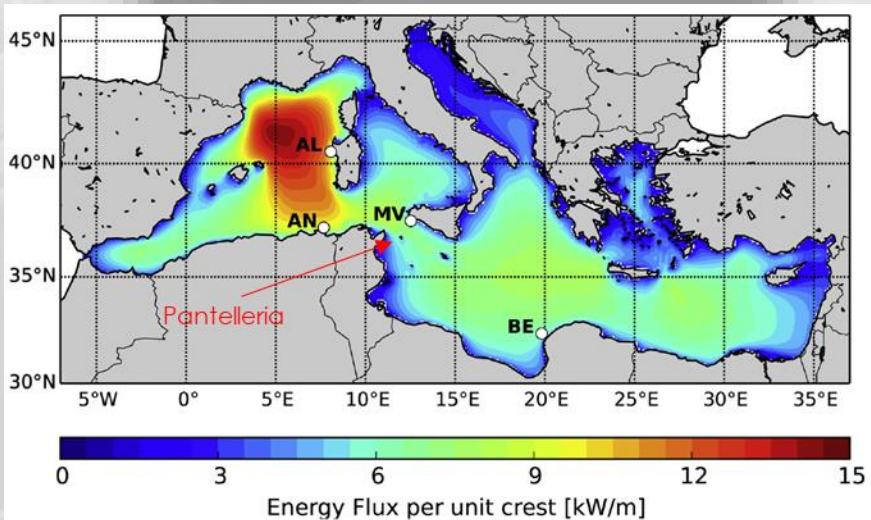 45°N
AL
40°N
AN
MV
35°N
Pantelleria
BE
30°N
5°W 0° 5°E 10°E 15°E 20°E 25°E 30°E 35°E
0 3 6 9 12 15
Energy Flux per unit crest [kW/m]